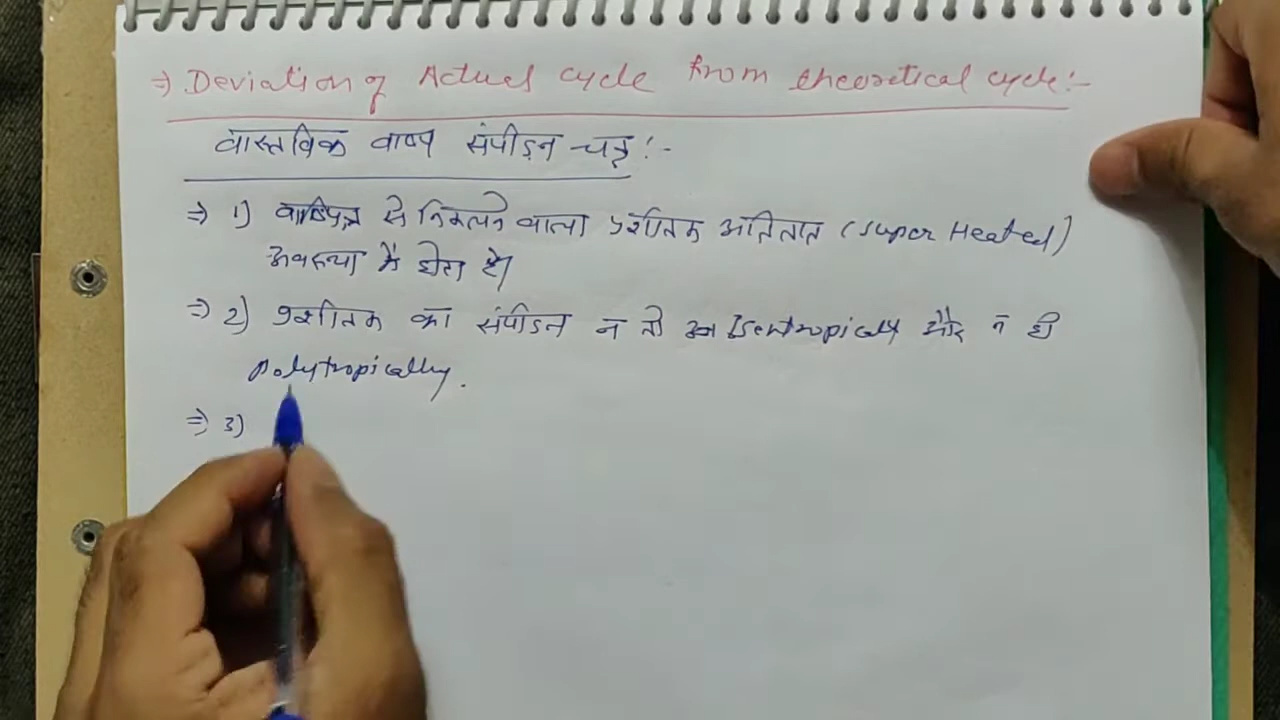 ⇒ Deviation of Actual cycle from theoretical cycle:-
वास्तविक वाष्प संपीड़न चक्र:-
⇒ 1) वाष्पित्र से निकलने वाला प्रशीतक अतितप्त (Super Heated)
अवस्था में होता है।
⇒ 2) प्रशीतक का संपीडन न तो Isentropically और न ही
polytropically.
⇒ 3)